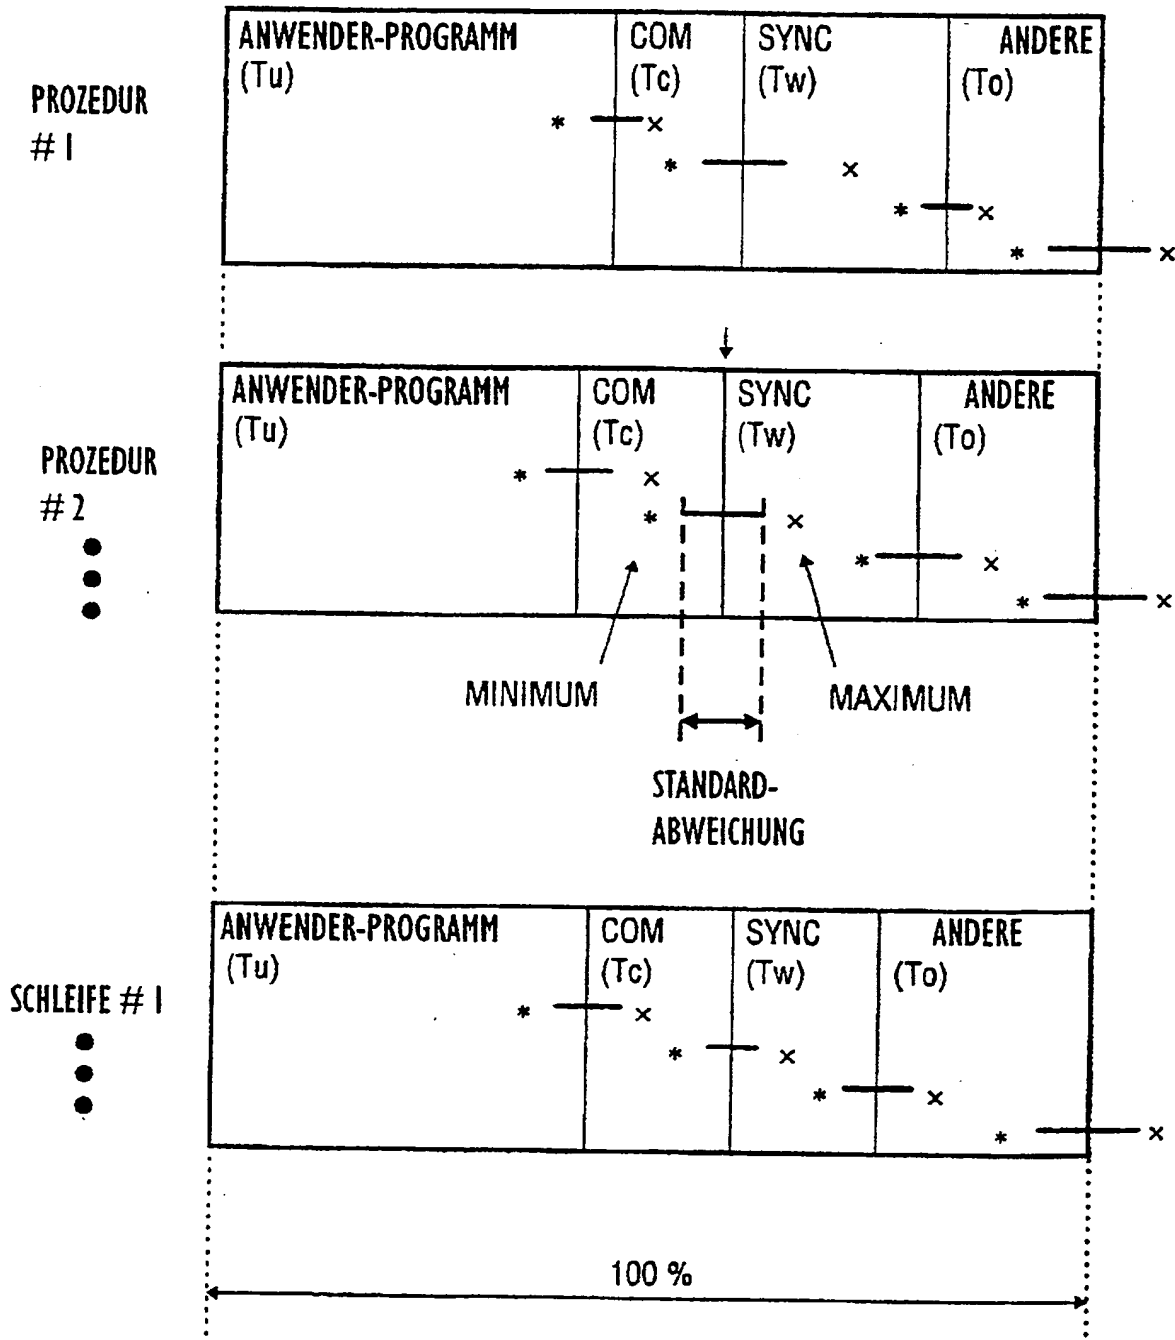 ANWENDER-PROGRAMM
(Tu)
COM
(Tc)
SYNC
(Tw)
ANDERE
(To)
PROZEDUR
# 1
* × 
* ×
* ×
* ×
ANWENDER-PROGRAMM
(Tu)
COM
(Tc)
SYNC
(Tw)
ANDERE
(To)
PROZEDUR
# 2
* ×
* ×
* ×
* ×
MINIMUM
MAXIMUM
STANDARD-
ABWEICHUNG
ANWENDER-PROGRAMM
(Tu)
COM
(Tc)
SYNC
(Tw)
ANDERE
(To)
SCHLEIFE # 1
* ×
* ×
* ×
* ×
100 %